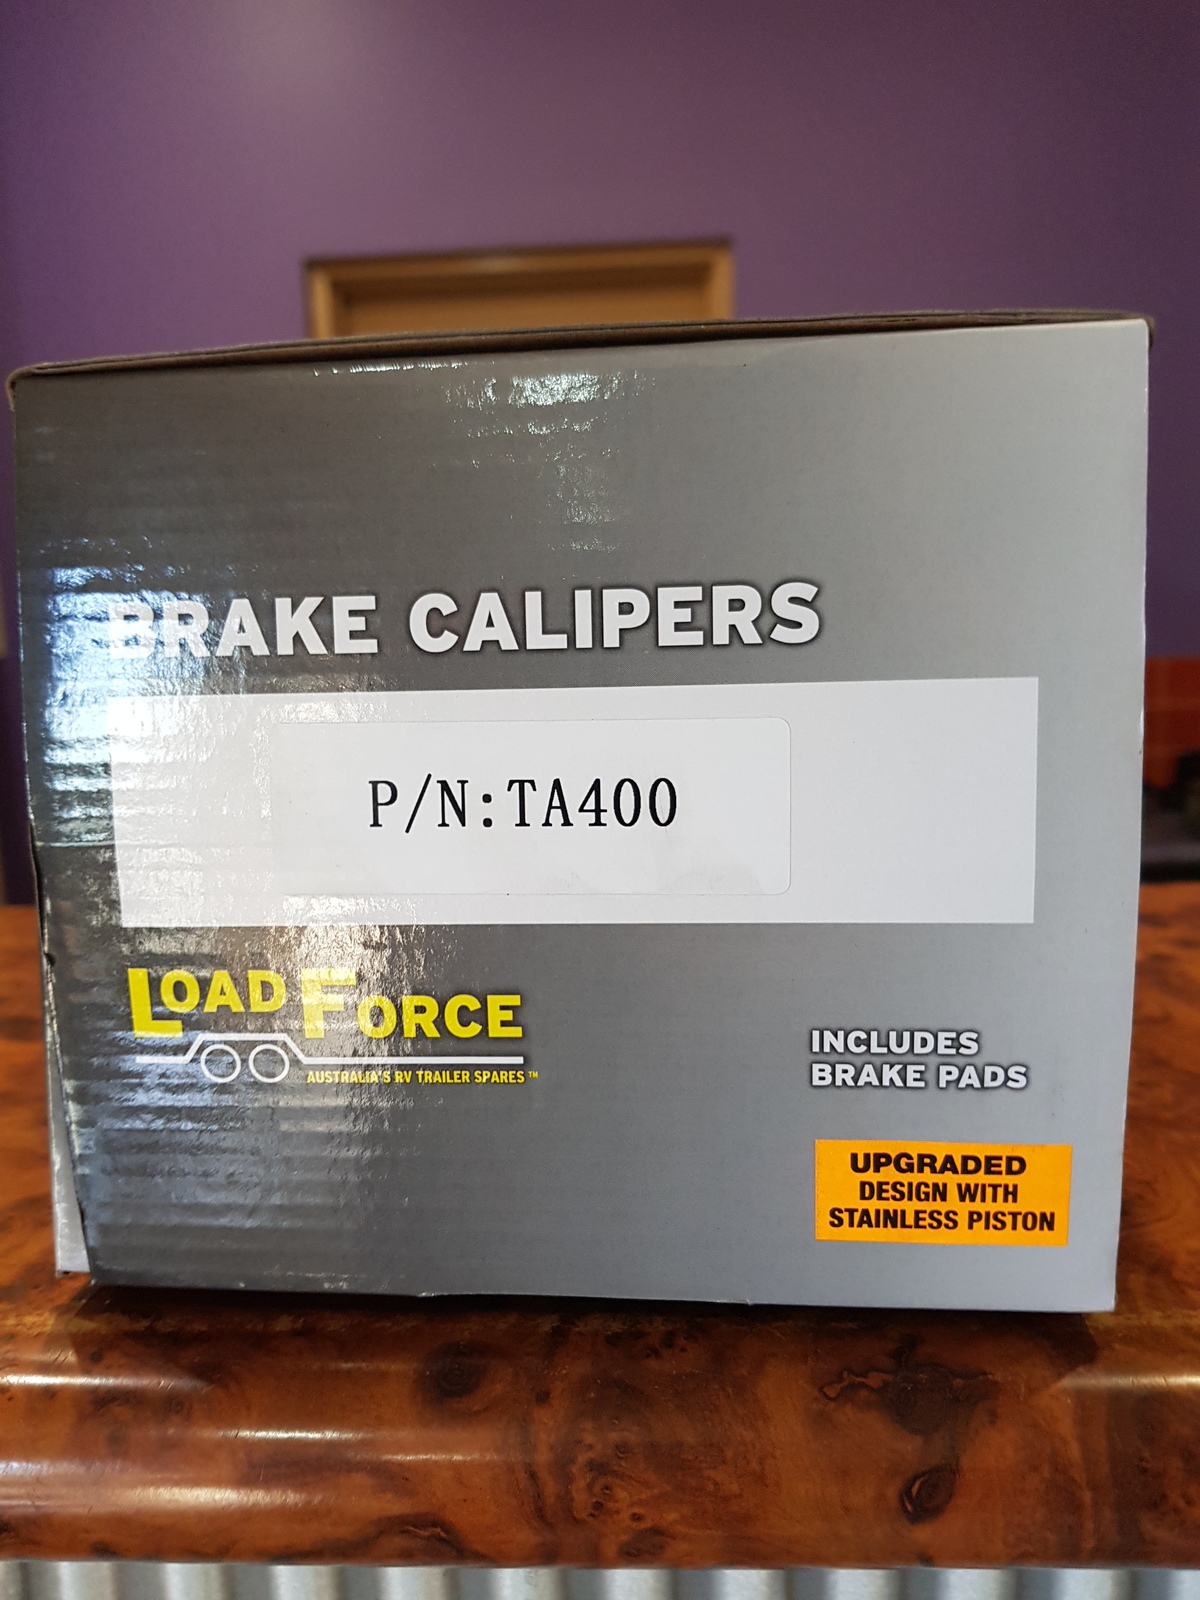 BRAKE CALIPERS
P/N:TA400
LOAD FORCE
AUSTRALIA'S RV TRAILER SPARES™
INCLUDES
BRAKE PADS
UPGRADED
DESIGN WITH
STAINLESS PISTON